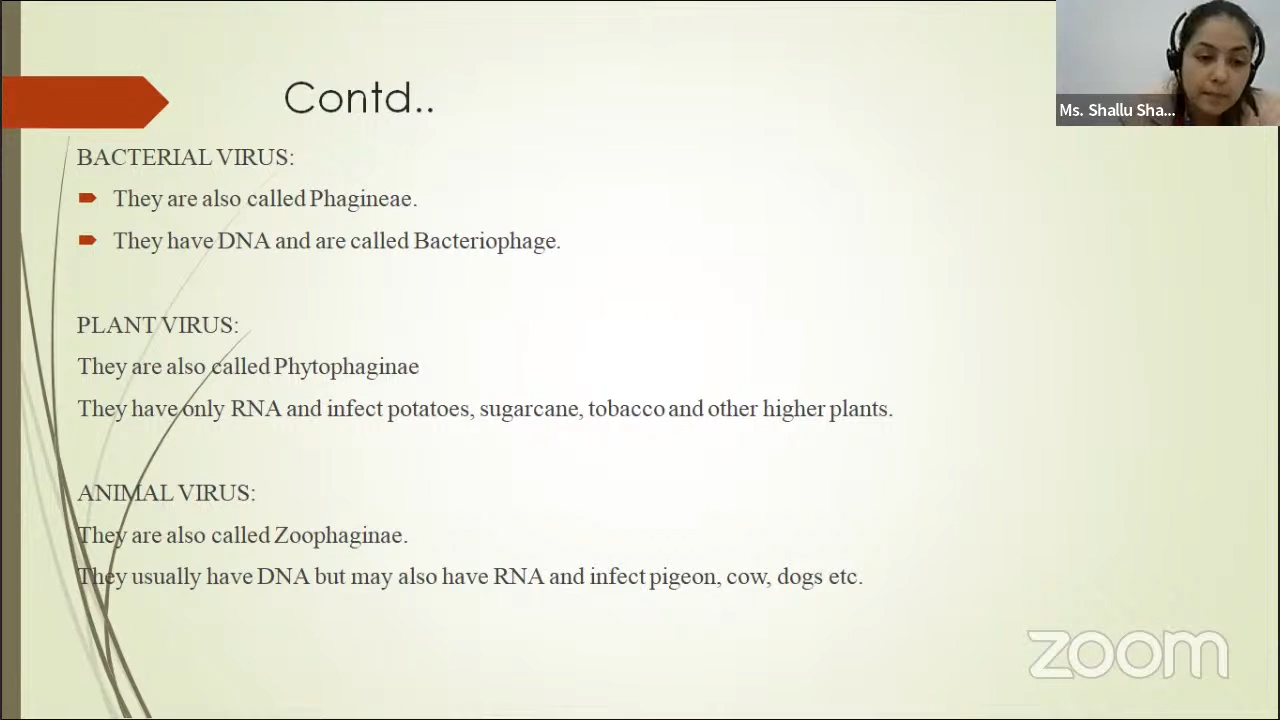 Contd..
Ms. Shallu Sha...
BACTERIAL VIRUS:
They are also called Phagineae.
They have DNA and are called Bacteriophage.
PLANT VIRUS:
They are also called Phytophaginae
They have only RNA and infect potatoes, sugarcane, tobacco and other higher plants.
ANIMAL VIRUS:
They are also called Zoophaginae.
They usually have DNA but may also have RNA and infect pigeon, cow, dogs etc.
zoom